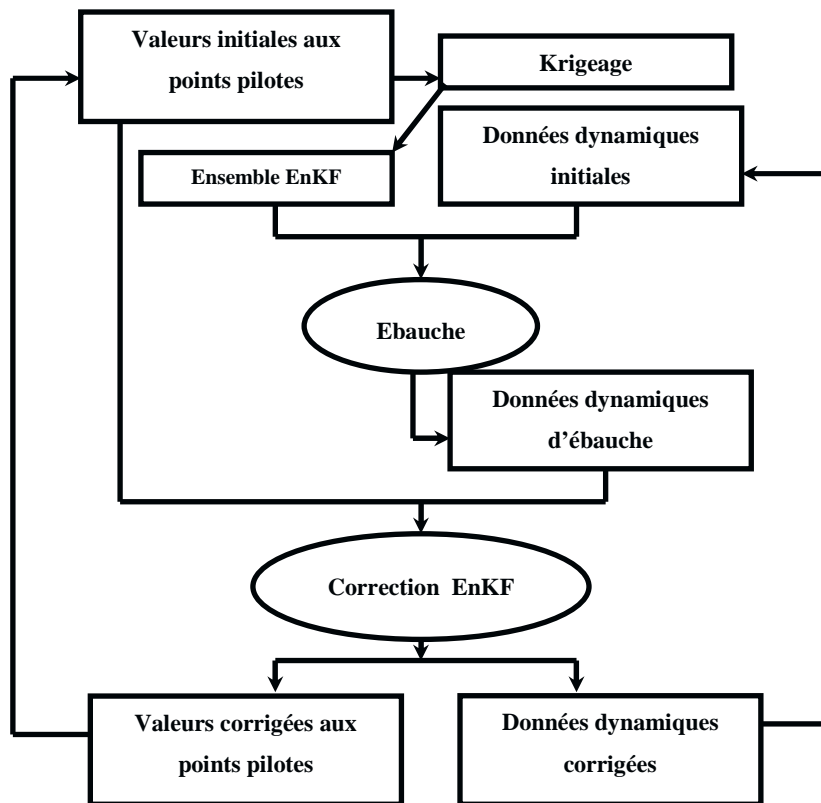 Valeurs initiales aux
points pilotes
Krigeage
Données dynamiques
initiales
Ensemble EnKF
Ebauche
Données dynamiques
d'ébauche
Correction EnKF
Valeurs corrigées aux
points pilotes
Données dynamiques
corrigées